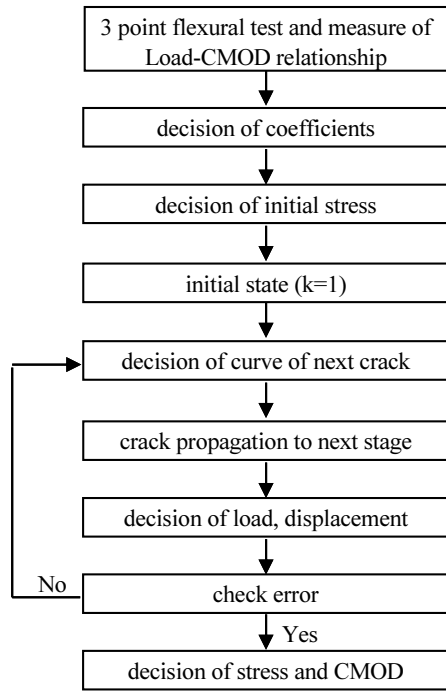 3 point flexural test and measure of
Load-CMOD relationship
decision of coefficients
decision of initial stress
initial state (k=1)
decision of curve of next crack
crack propagation to next stage
decision of load, displacement
No
check error
Yes
decision of stress and CMOD